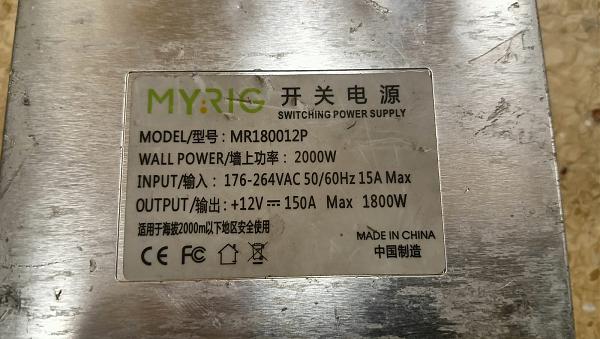 MYRIG 开关电源
SWITCHING POWER SUPPLY
MODEL/型号: MR180012P
WALL POWER/墙上功率: 2000W
INPUT/输入: 176-264VAC 50/60Hz 15A Max
OUTPUT/输出: +12V⎓150A Max 1800W
适用于海拔2000m以下地区安全使用
CE FC
MADE IN CHINA
中国制造